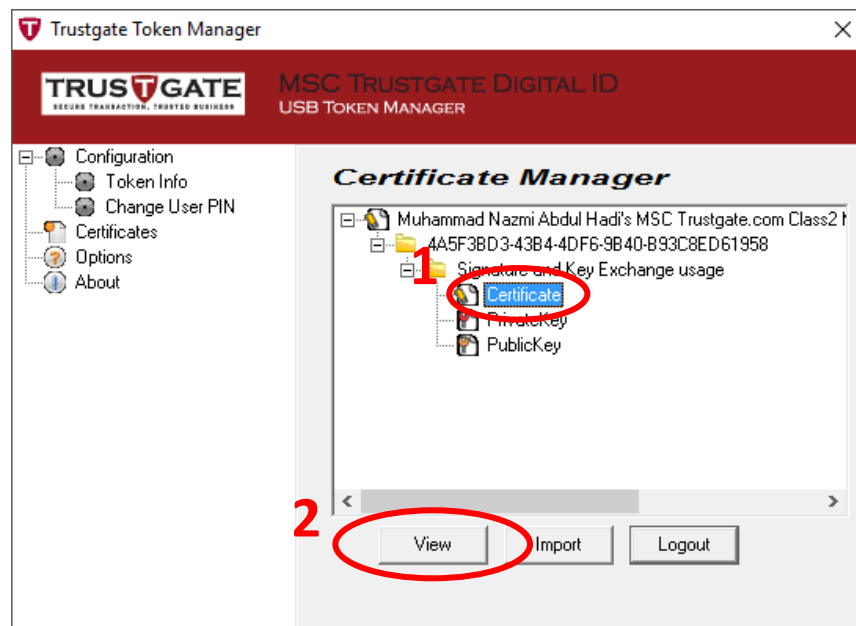 Trustgate Token Manager
TRUSTGATE
SECURE TRANSACTION, TRUSTED BUSINESS
MSC TRUSTGATE DIGITAL ID
USB TOKEN MANAGER
Configuration
Token Info
Change User PIN
Certificates
Options
About
Certificate Manager
Muhammad Nazmi Abdul Hadi's MSC Trustgate.com Class2
4A5F3BD3-43B4-4DF6-9B40-B93C8ED61958
1
Signature and Key Exchange usage
Certificate
PrivateKey
PublicKey
2
View
Import
Logout